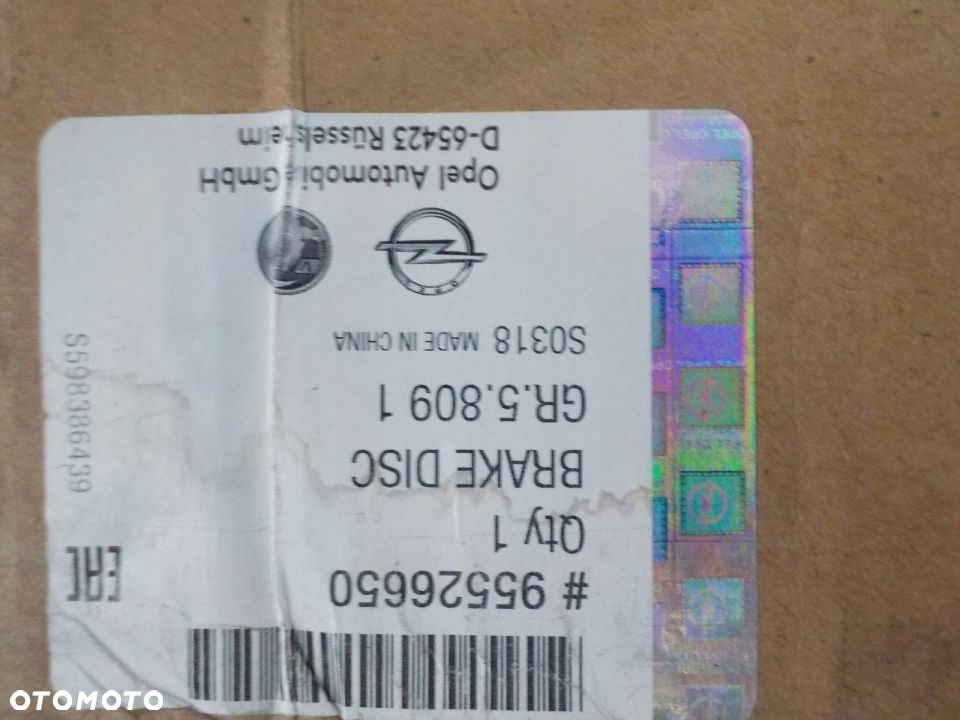 # 95526650
Qty 1
BRAKE DISC
GR.5.809 1
S0318 MADE IN CHINA
OPEL
Opel Automobile GmbH
D-65423 Rüsselsheim
EAC
S598386439
OTOMOTO